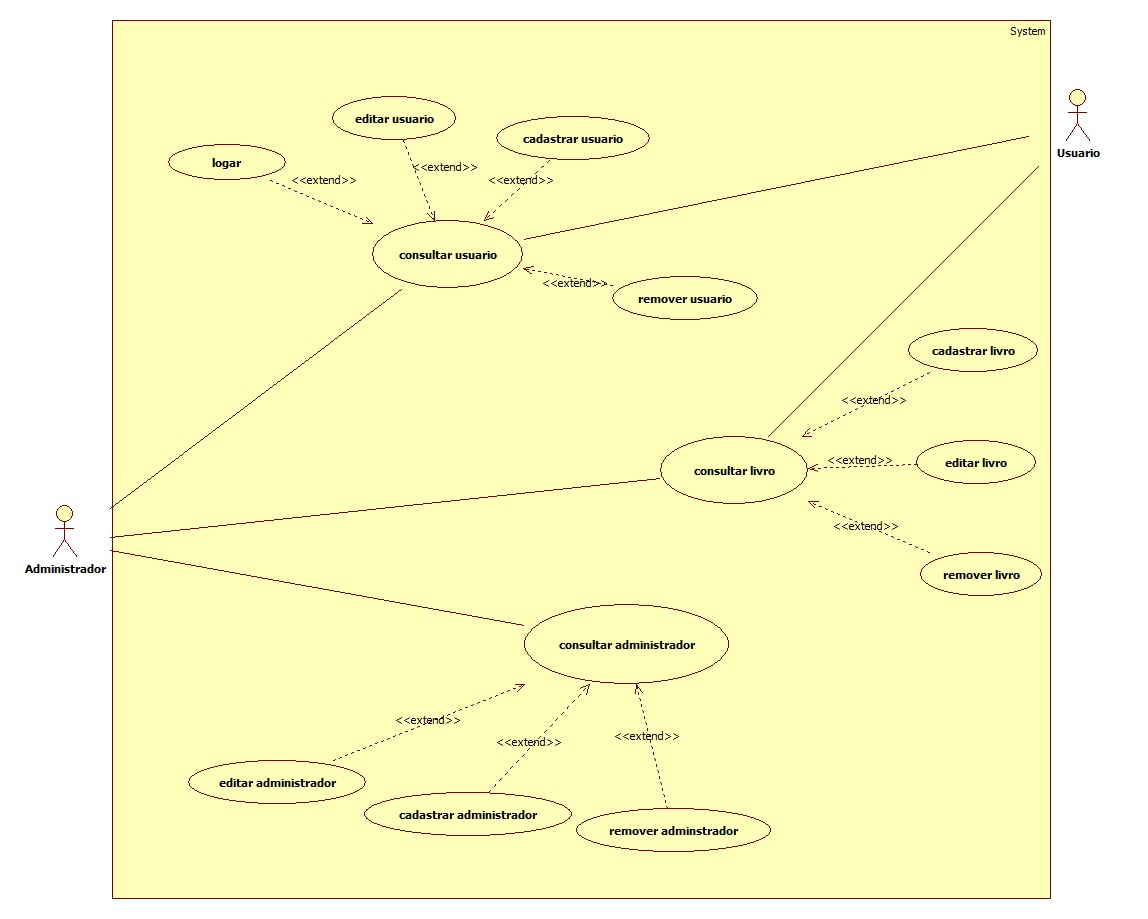 System
editar usuario
cadastrar usuario
logar
<<extend>>
<<extend>>
<<extend>>
Usuario
consultar usuario
<<extend>>
remover usuario
cadastrar livro
<<extend>>
consultar livro
<<extend>>
editar livro
<<extend>>
remover livro
Administrador
consultar administrador
<<extend>>
<<extend>>
<<extend>>
editar administrador
cadastrar administrador
remover adminstrador